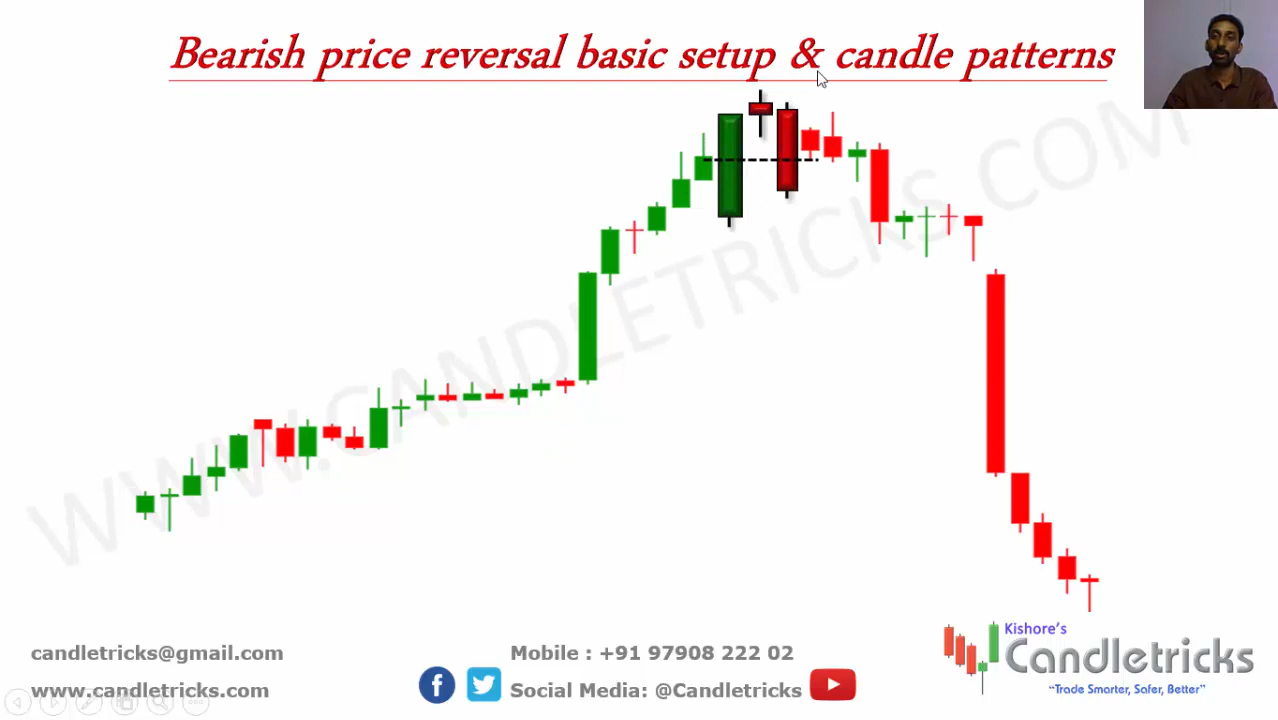 Bearish price reversal basic setup & candle patterns
WWW.CANDLETRICKS.COM
candletricks@gmail.com
www.candletricks.com
Mobile : +91 97908 222 02
Social Media: @Candletricks
Kishore's
Candletricks
"Trade Smarter, Safer, Better"